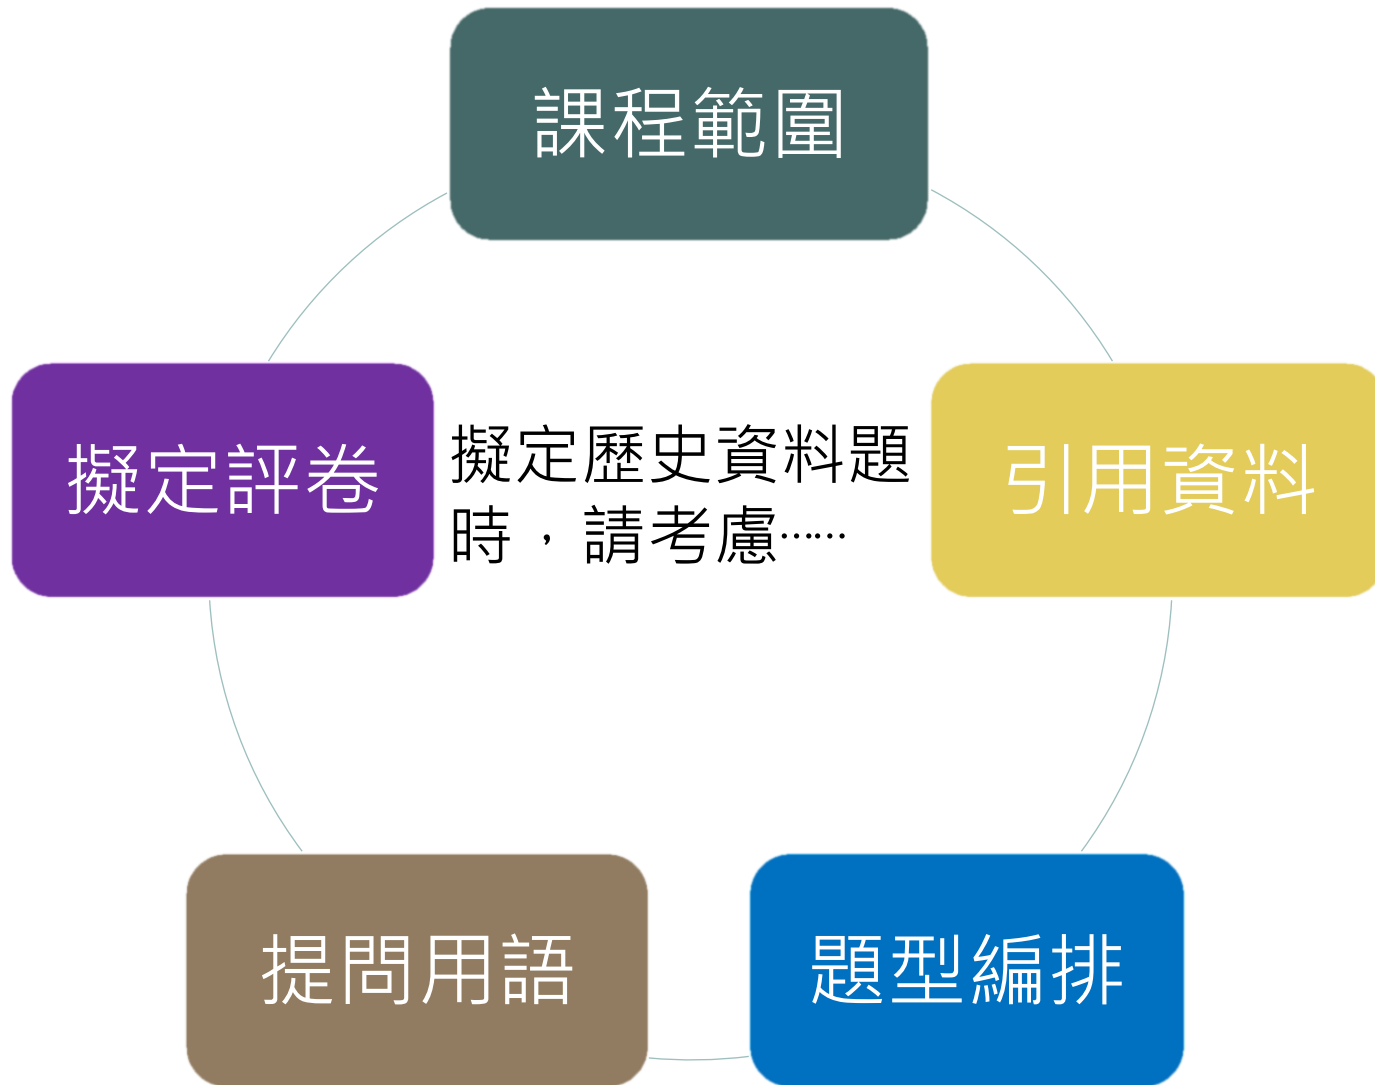 課程範圍
擬定評卷
擬定歷史資料題
時，請考慮……
引用資料
提問用語
題型編排